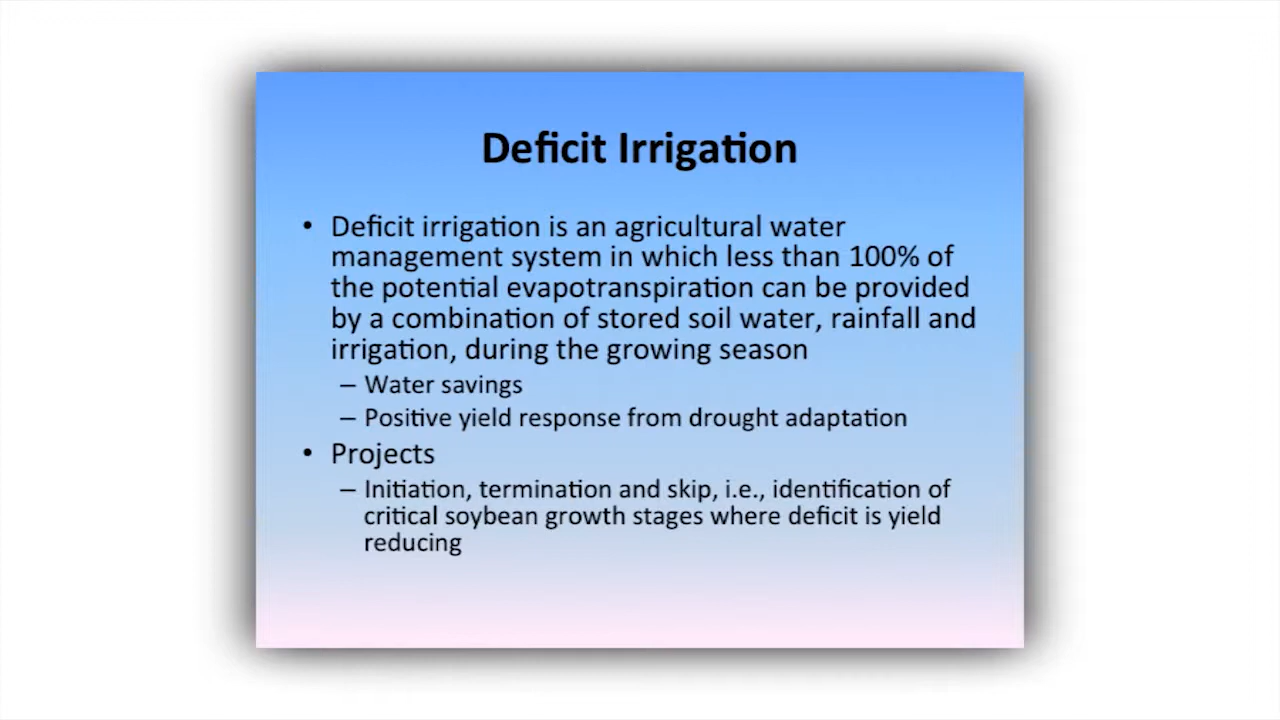 Deficit Irrigation
• Deficit irrigation is an agricultural water
management system in which less than 100% of
the potential evapotranspiration can be provided
by a combination of stored soil water, rainfall and
irrigation, during the growing season
– Water savings
– Positive yield response from drought adaptation
• Projects
– Initiation, termination and skip, i.e., identification of
critical soybean growth stages where deficit is yield
reducing